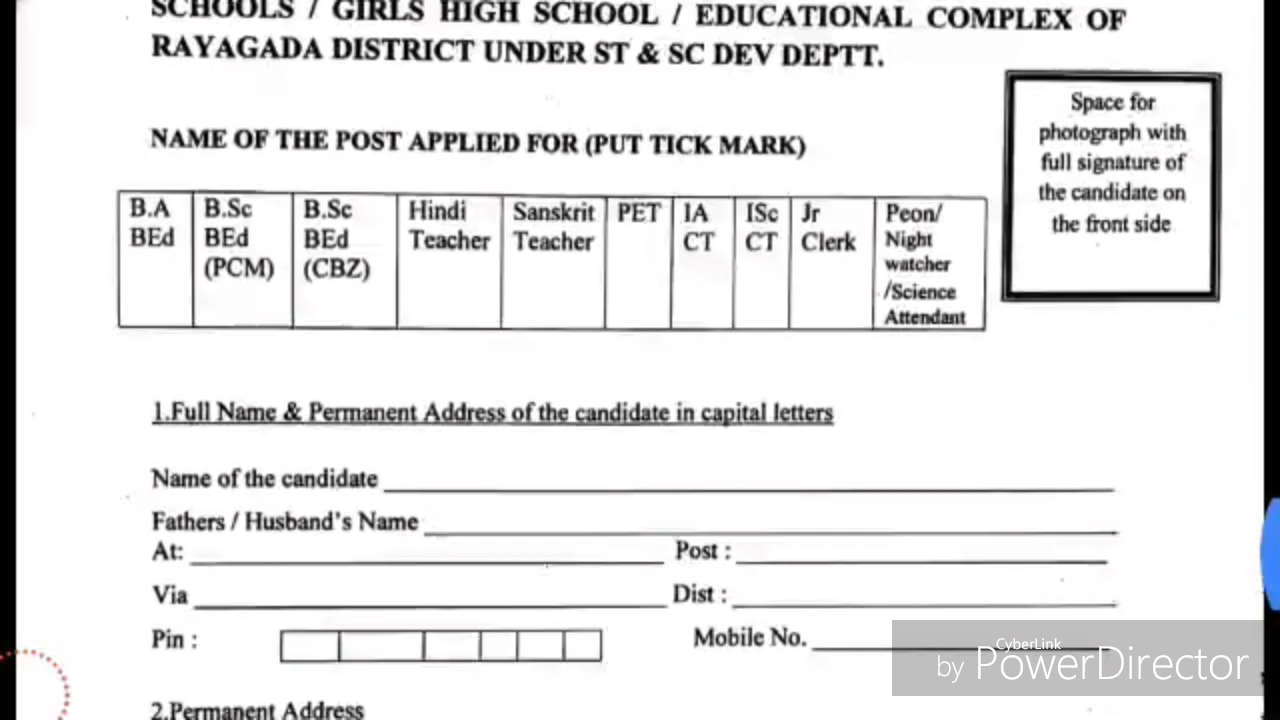 SCHOOLS / GIRLS HIGH SCHOOL / EDUCATIONAL COMPLEX OF
RAYAGADA DISTRICT UNDER ST & SC DEV DEPTT.
Space for
photograph with
full signature of
the candidate on
the front side
NAME OF THE POST APPLIED FOR (PUT TICK MARK)
B.A
BEd
B.Sc
BEd
(PCM)
B.Sc
BEd
(CBZ)
Hindi
Teacher
Sanskrit
Teacher
PET
IA
CT
ISc
CT
Jr
Clerk
Peon/
Night
watcher
/Science
Attendant
1.Full Name & Permanent Address of the candidate in capital letters
Name of the candidate
Fathers / Husband's Name
At: Post :
Via Dist :
Pin : Mobile No.
2.Permanent Address
by CyberLink PowerDirector